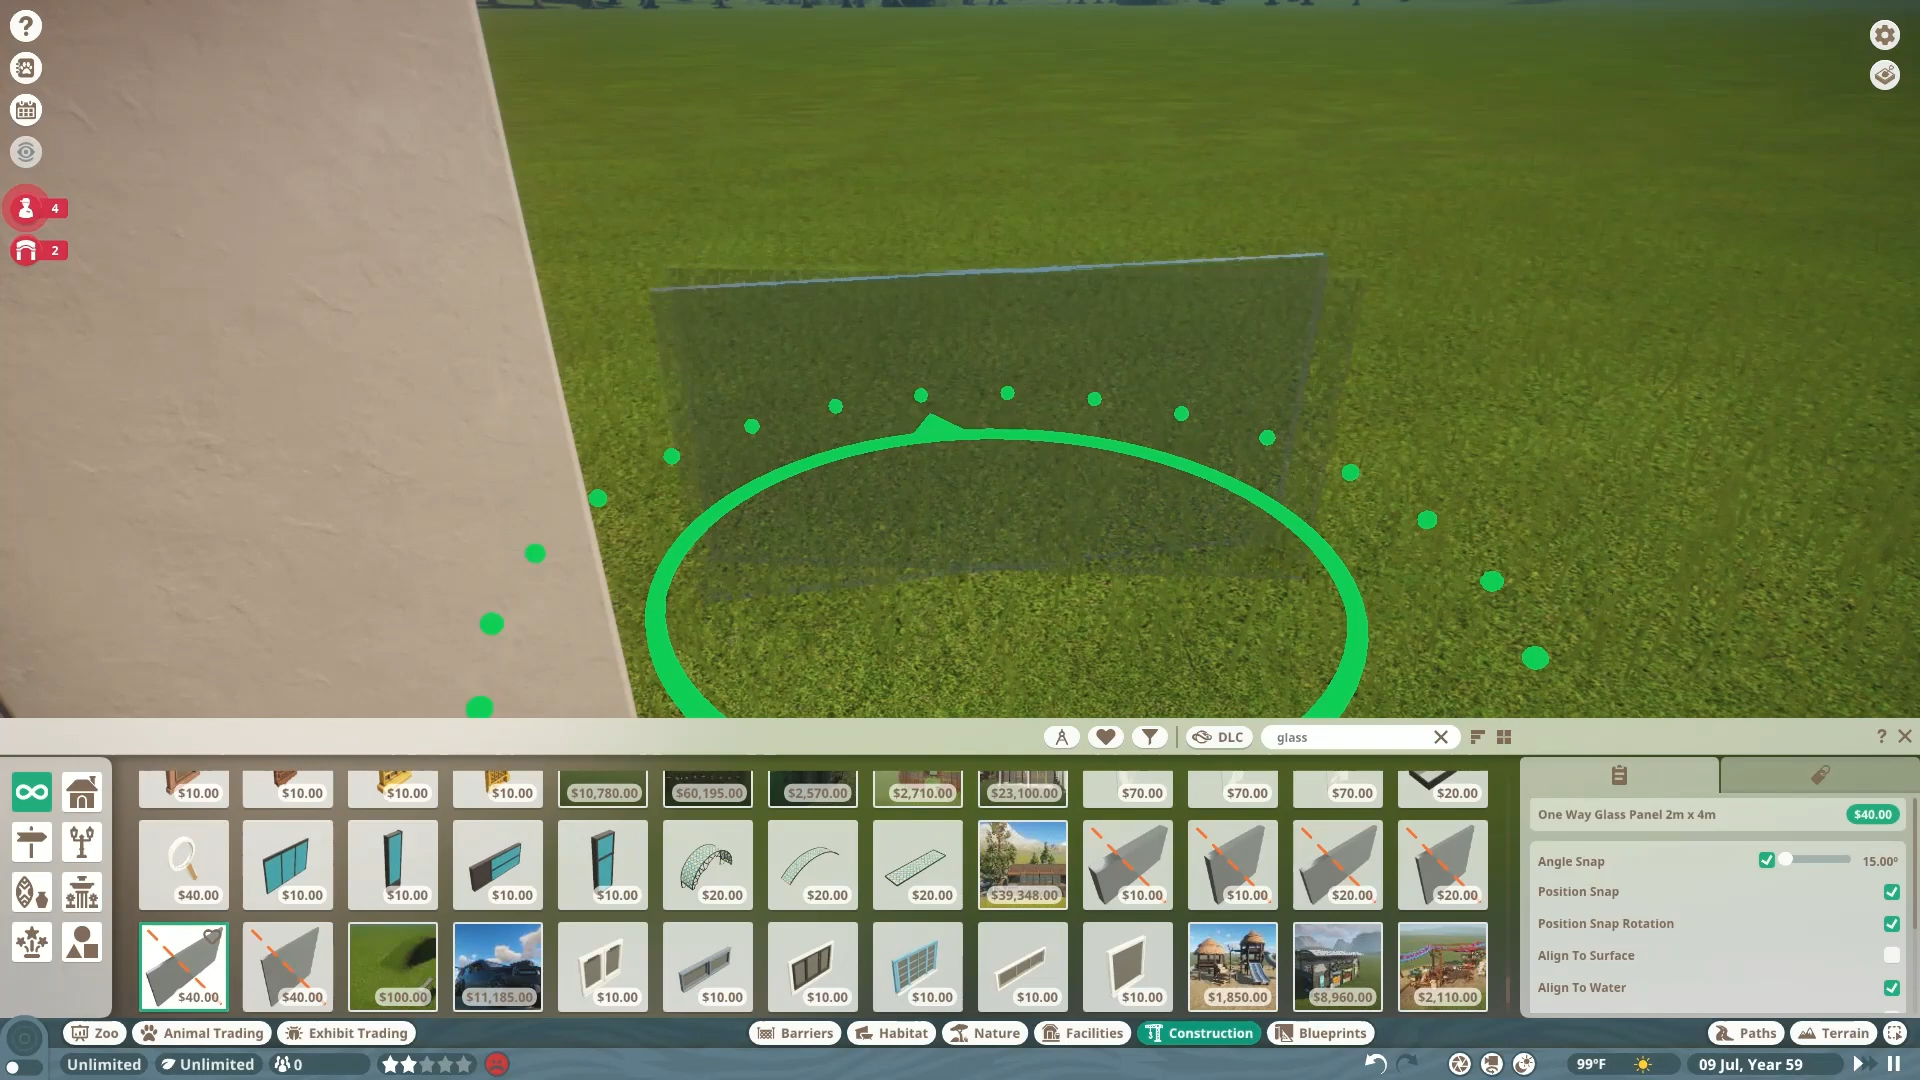 ?
4
2
DLC
glass
?
$10.00 $10.00 $10.00 $10.00 $10,780.00 $60,195.00 $2,570.00 $2,710.00 $23,100.00 $70.00 $70.00 $70.00 $20.00
$40.00 $10.00 $10.00 $10.00 $10.00 $20.00 $20.00 $20.00 $39,348.00 $10.00 $10.00 $20.00 $20.00
$40.00 $40.00 $100.00 $11,185.00 $10.00 $10.00 $10.00 $10.00 $10.00 $10.00 $1,850.00 $8,960.00 $2,110.00
One Way Glass Panel 2m x 4m $40.00
Angle Snap 15.00°
Position Snap
Position Snap Rotation
Align To Surface
Align To Water
Zoo Animal Trading Exhibit Trading Barriers Habitat Nature Facilities Construction Blueprints Paths Terrain
Unlimited Unlimited 0 99°F 09 Jul, Year 59